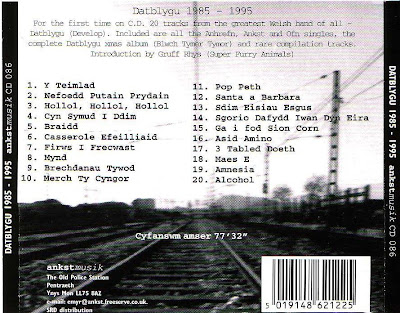 Datblygu 1985 - 1995
For the first time on C.D. 20 tracks from the greatest Welsh band of all -
Datblygu (Develop). Included are all the Anhrefn, Ankst and Ofn singles, the
complete Datblygu xmas album (Blwch Tymor Tymor) and rare compilation tracks.
Introduction by Gruff Rhys (Super Furry Animals)
1. Y Teimlad
2. Nefoedd Putain Prydain
3. Hollol, Hollol, Hollol
4. Cyn Symud I Ddim
5. Braidd
6. Casserole Efeilliaid
7. Firws I Frecwast
8. Mynd
9. Brechdanau Tywod
10. Merch Ty Cyngor
11. Pop Peth
12. Santa a Barbara
13. Sdim Eisiau Esgus
14. Sgorio Dafydd Iwan Dyn Eira
15. Ga i fod Sion Corn
16. Asid Amino
17. 3 Tabled Doeth
18. Maes E
19. Amnesia
20. Alcohol
Cyfanswm amser 77'32"
ankstmusik
The Old Police Station
Pentraeth
Ynys Mon LL75 8AZ
e-mail: emyr@ankst.freeserve.co.uk.
SRD distribution
5 019148 621225
DATBLYGU 1985 - 1995 ankstmusik CD 086
DATBLYGU 1985 - 1995 ankstmusik CD 086